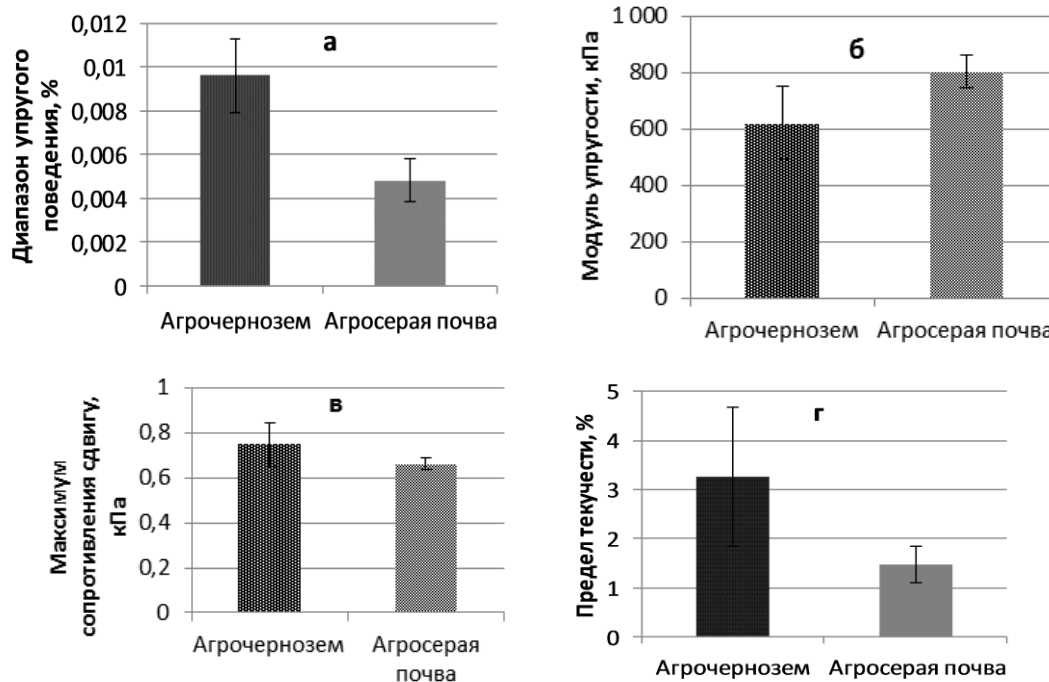 Диапазон упругого
поведения, %
0,012
0,01
0,008
0,006
0,004
0,002
0
а
Агрочернозем
Агросерая почва
Модуль упругости, кПа
1 000
800
600
400
200
0
б
Агрочернозем
Агросерая почва
Максимум
сопротивления сдвигу,
кПа
1
0,8
0,6
0,4
0,2
0
в
Агрочернозем
Агросерая
почва
Предел текучести, %
5
4
3
2
1
0
г
Агрочернозем
Агросерая почва